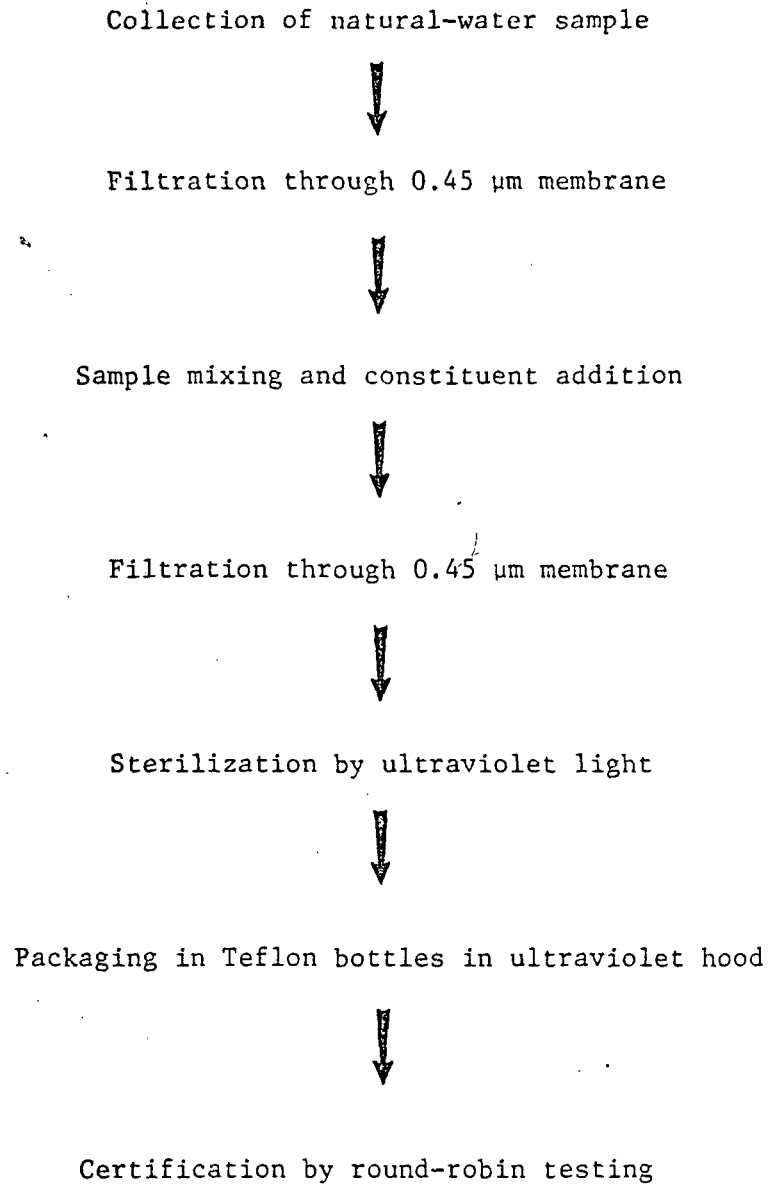 Collection of natural-water sample
Filtration through 0.45 µm membrane
Sample mixing and constituent addition
Filtration through 0.45 µm membrane
Sterilization by ultraviolet light
Packaging in Teflon bottles in ultraviolet hood
Certification by round-robin testing